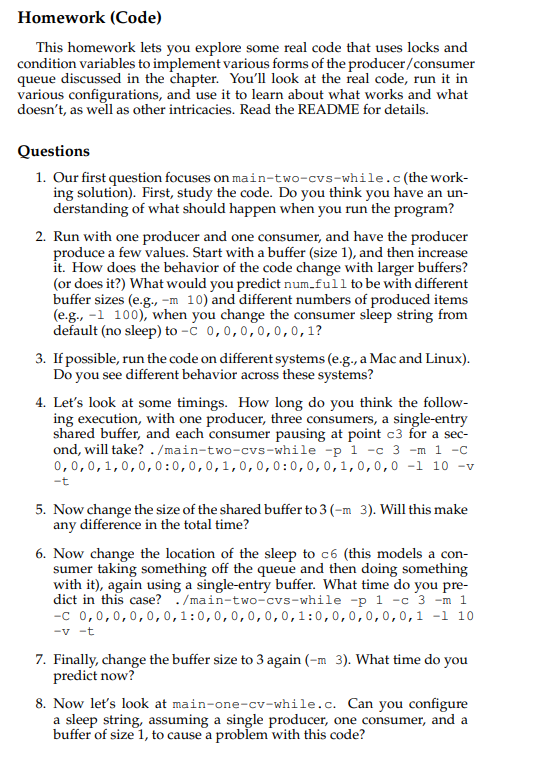 Homework (Code)
This homework lets you explore some real code that uses locks and
condition variables to implement various forms of the producer/consumer
queue discussed in the chapter. You'll look at the real code, run it in
various configurations, and use it to learn about what works and what
doesn't, as well as other intricacies. Read the README for details.
Questions
1. Our first question focuses on main-two-cvs-while.c (the work-
ing solution). First, study the code. Do you think you have an un-
derstanding of what should happen when you run the program?
2. Run with one producer and one consumer, and have the producer
produce a few values. Start with a buffer (size 1), and then increase
it. How does the behavior of the code change with larger buffers?
(or does it?) What would you predict num_full to be with different
buffer sizes (e.g., -m 10) and different numbers of produced items
(e.g., -l 100), when you change the consumer sleep string from
default (no sleep) to -C 0,0,0,0,0,0,1?
3. If possible, run the code on different systems (e.g., a Mac and Linux).
Do you see different behavior across these systems?
4. Let's look at some timings. How long do you think the follow-
ing execution, with one producer, three consumers, a single-entry
shared buffer, and each consumer pausing at point c3 for a sec-
ond, will take? ./main-two-cvs-while -p 1 -c 3 -m 1 -C
0,0,0,1,0,0,0:0,0,0,1,0,0,0:0,0,0,1,0,0,0 -l 10 -v
-t
5. Now change the size of the shared buffer to 3 (-m 3). Will this make
any difference in the total time?
6. Now change the location of the sleep to c6 (this models a con-
sumer taking something off the queue and then doing something
with it), again using a single-entry buffer. What time do you pre-
dict in this case? ./main-two-cvs-while -p 1 -c 3 -m 1
-C 0,0,0,0,0,0,1:0,0,0,0,0,0,1:0,0,0,0,0,0,1 -l 10
-v -t
7. Finally, change the buffer size to 3 again (-m 3). What time do you
predict now?
8. Now let's look at main-one-cv-while.c. Can you configure
a sleep string, assuming a single producer, one consumer, and a
buffer of size 1, to cause a problem with this code?